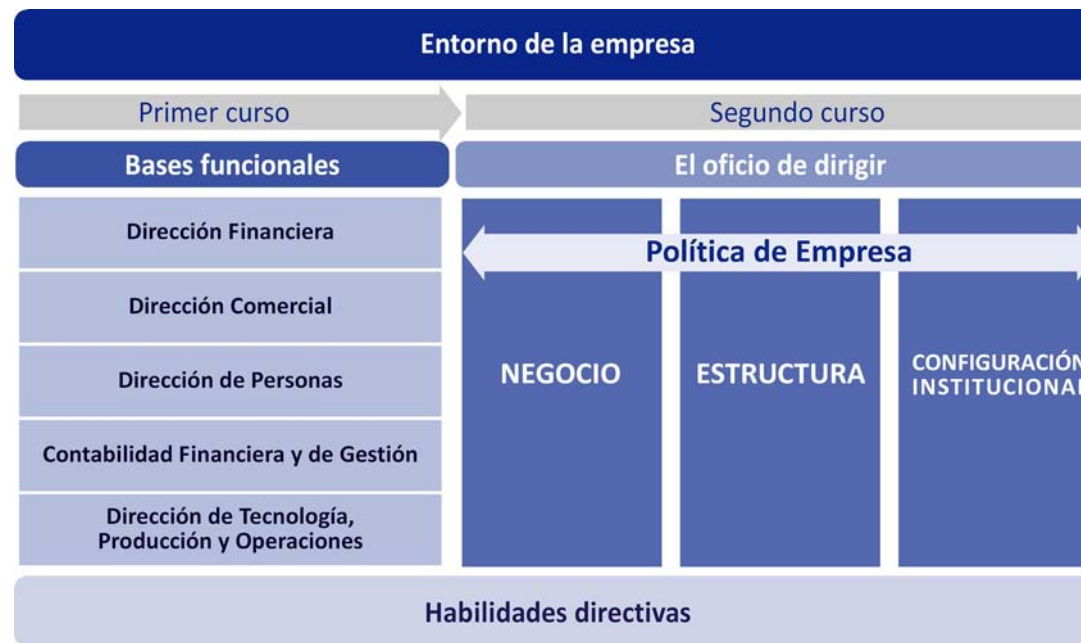 Entorno de la empresa
Primer curso
Segundo curso
Bases funcionales
El oficio de dirigir
Dirección Financiera
Dirección Comercial
Dirección de Personas
Contabilidad Financiera y de Gestión
Dirección de Tecnología,
Producción y Operaciones
Política de Empresa
NEGOCIO
ESTRUCTURA
CONFIGURACIÓN
INSTITUCIONAL
Habilidades directivas